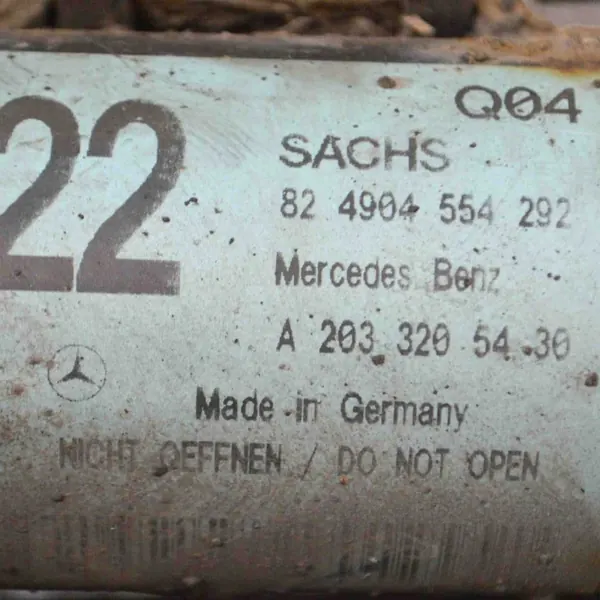 Q04
22
SACHS
82 4904 554 292
Mercedes Benz
A 203 320 54 30
Made in Germany
NICHT OEFFNEN / DO NOT OPEN